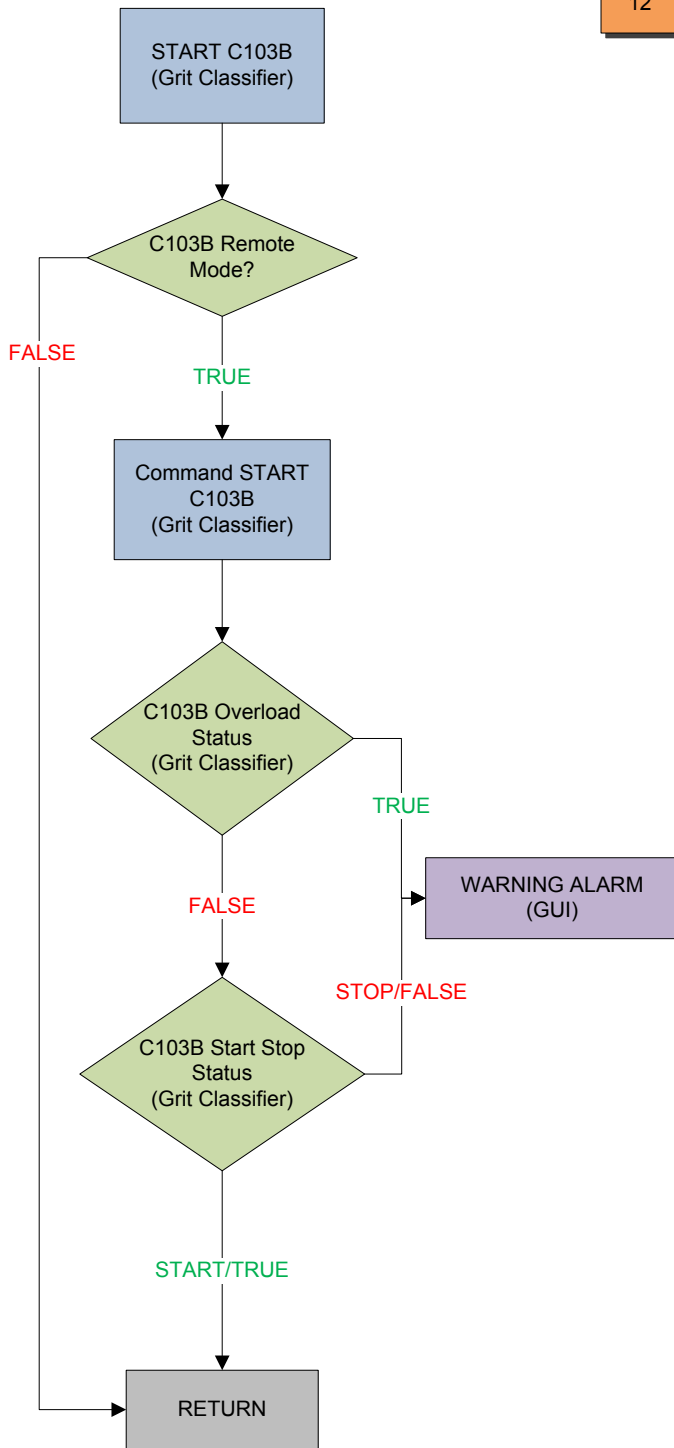 12
START C103B
(Grit Classifier)
C103B Remote
Mode?
FALSE
TRUE
Command START
C103B
(Grit Classifier)
C103B Overload
Status
(Grit Classifier)
TRUE
WARNING ALARM
(GUI)
FALSE
STOP/FALSE
C103B Start Stop
Status
(Grit Classifier)
START/TRUE
RETURN